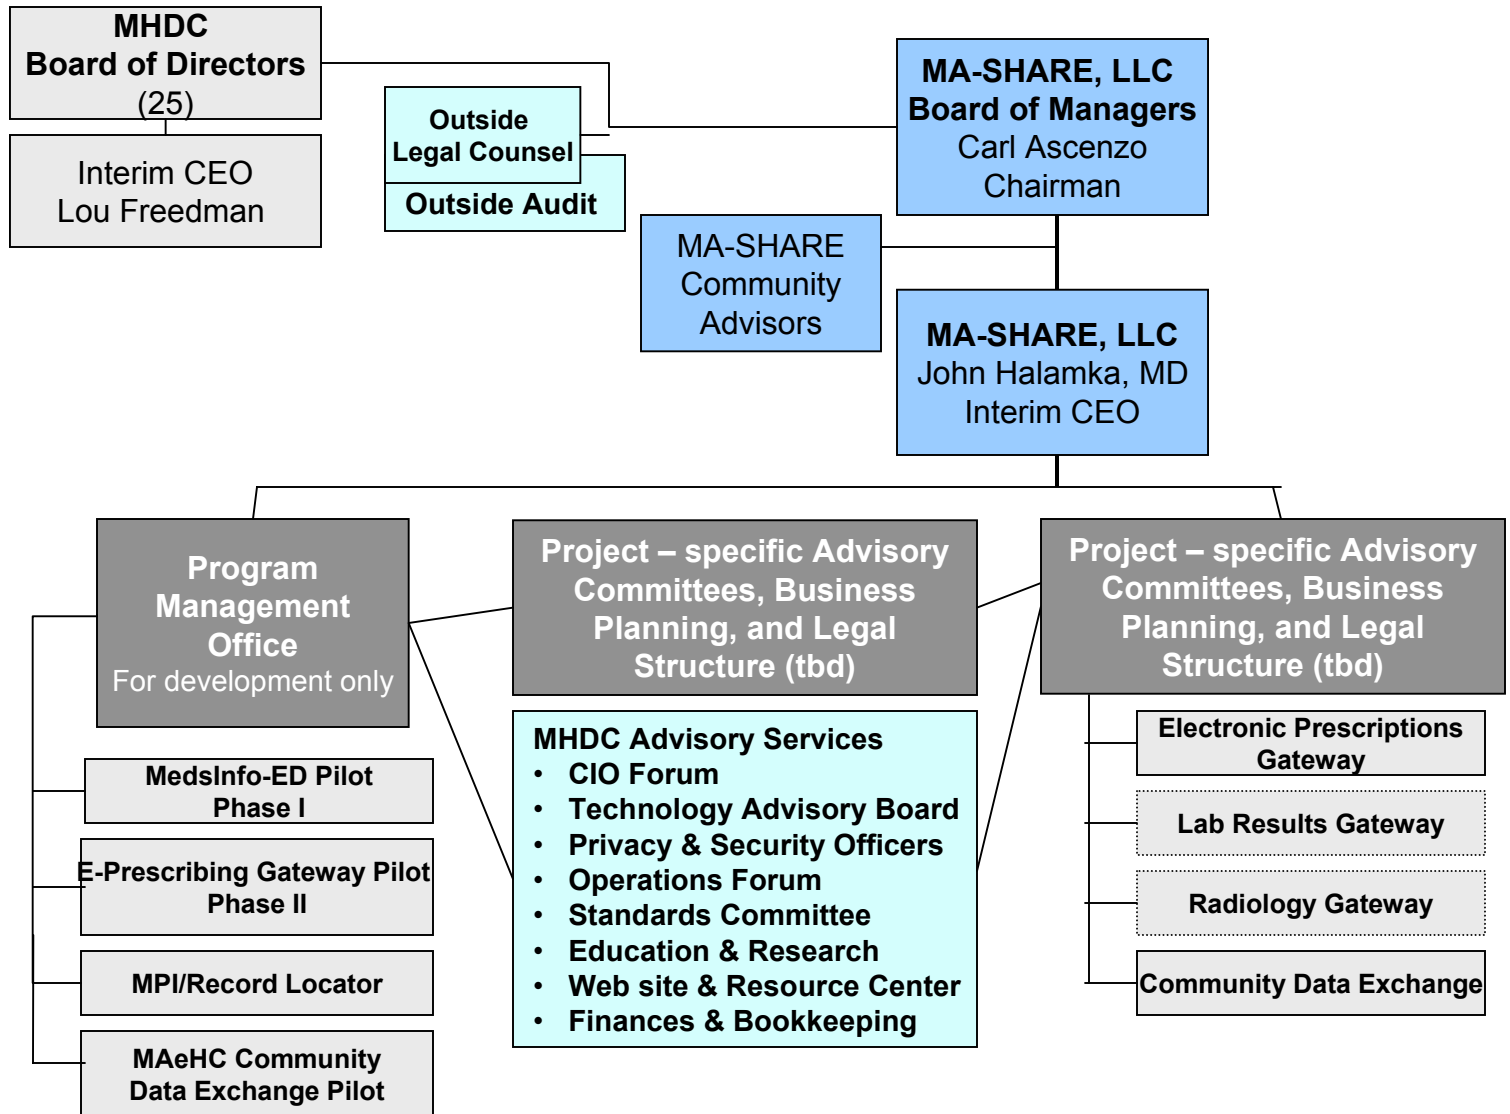 MHDC
Board of Directors
(25)
Interim CEO
Lou Freedman
Outside
Legal Counsel
Outside Audit
MA-SHARE, LLC
Board of Managers
Carl Ascenzo
Chairman
MA-SHARE
Community
Advisors
MA-SHARE, LLC
John Halamka, MD
Interim CEO
Program
Management
Office
For development only
MedsInfo-ED Pilot
Phase I
E-Prescribing Gateway Pilot
Phase II
MPI/Record Locator
MAeHC Community
Data Exchange Pilot
Project – specific Advisory
Committees, Business
Planning, and Legal
Structure (tbd)
MHDC Advisory Services
• CIO Forum
• Technology Advisory Board
• Privacy & Security Officers
• Operations Forum
• Standards Committee
• Education & Research
• Web site & Resource Center
• Finances & Bookkeeping
Project – specific Advisory
Committees, Business
Planning, and Legal
Structure (tbd)
Electronic Prescriptions
Gateway
Lab Results Gateway
Radiology Gateway
Community Data Exchange